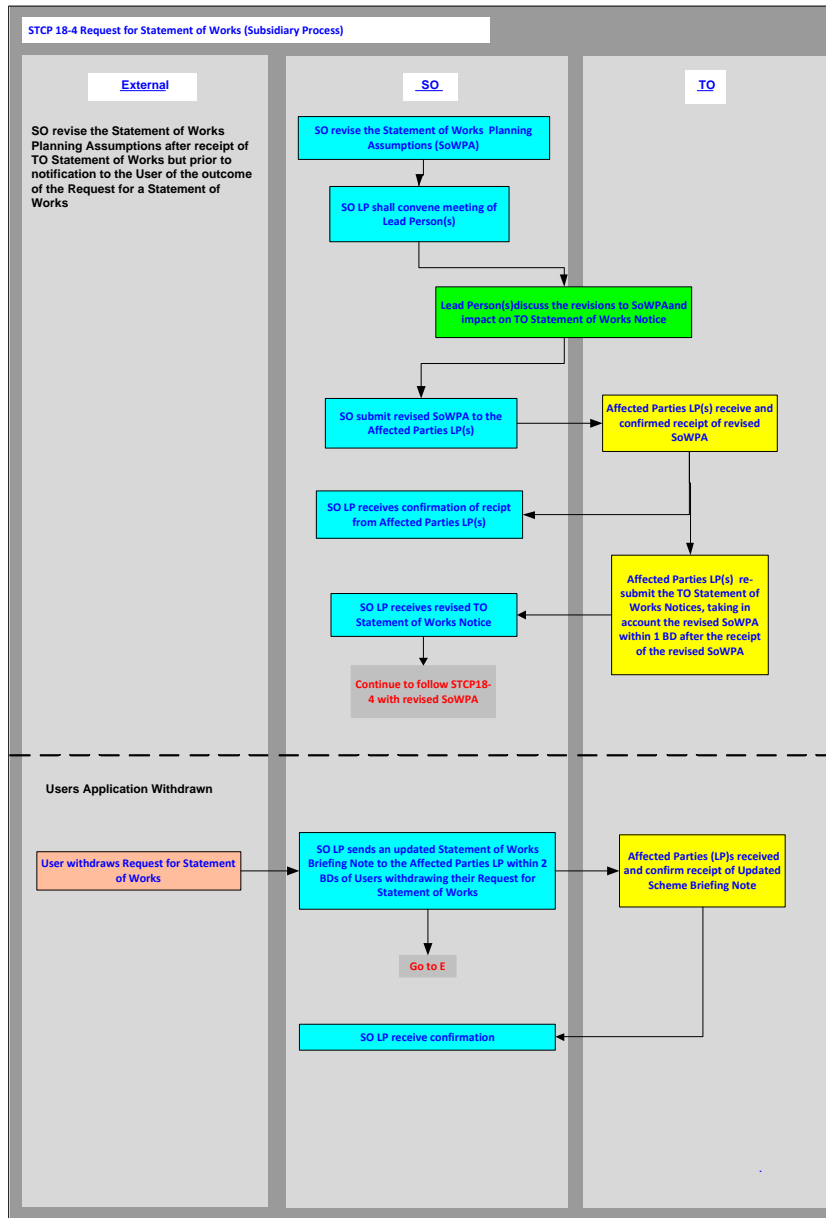 STCP 18-4 Request for Statement of Works (Subsidiary Process)
External
SO
TO
SO revise the Statement of Works
Planning Assumptions after receipt of
TO Statement of Works but prior to
notification to the User of the outcome
of the Request for a Statement of
Works
SO revise the Statement of Works Planning
Assumptions (SoWPA)
SO LP shall convene meeting of
Lead Person(s)
Lead Person(s)discuss the revisions to SoWPAand
impact on TO Statement of Works Notice
SO submit revised SoWPA to the
Affected Parties LP(s)
Affected Parties LP(s) receive and
confirmed receipt of revised
SoWPA
SO LP receives confirmation of recipt
from Affected Parties LP(s)
Affected Parties LP(s) re-
submit the TO Statement of
Works Notices, taking in
account the revised SoWPA
within 1 BD after the receipt
of the revised SoWPA
SO LP receives revised TO
Statement of Works Notice
Continue to follow STCP18-
4 with revised SoWPA
Users Application Withdrawn
User withdraws Request for Statement
of Works
SO LP sends an updated Statement of Works
Briefing Note to the Affected Parties LP within 2
BDs of Users withdrawing their Request for
Statement of Works
Affected Parties (LP)s received
and confirm receipt of Updated
Scheme Briefing Note
Go to E
SO LP receive confirmation